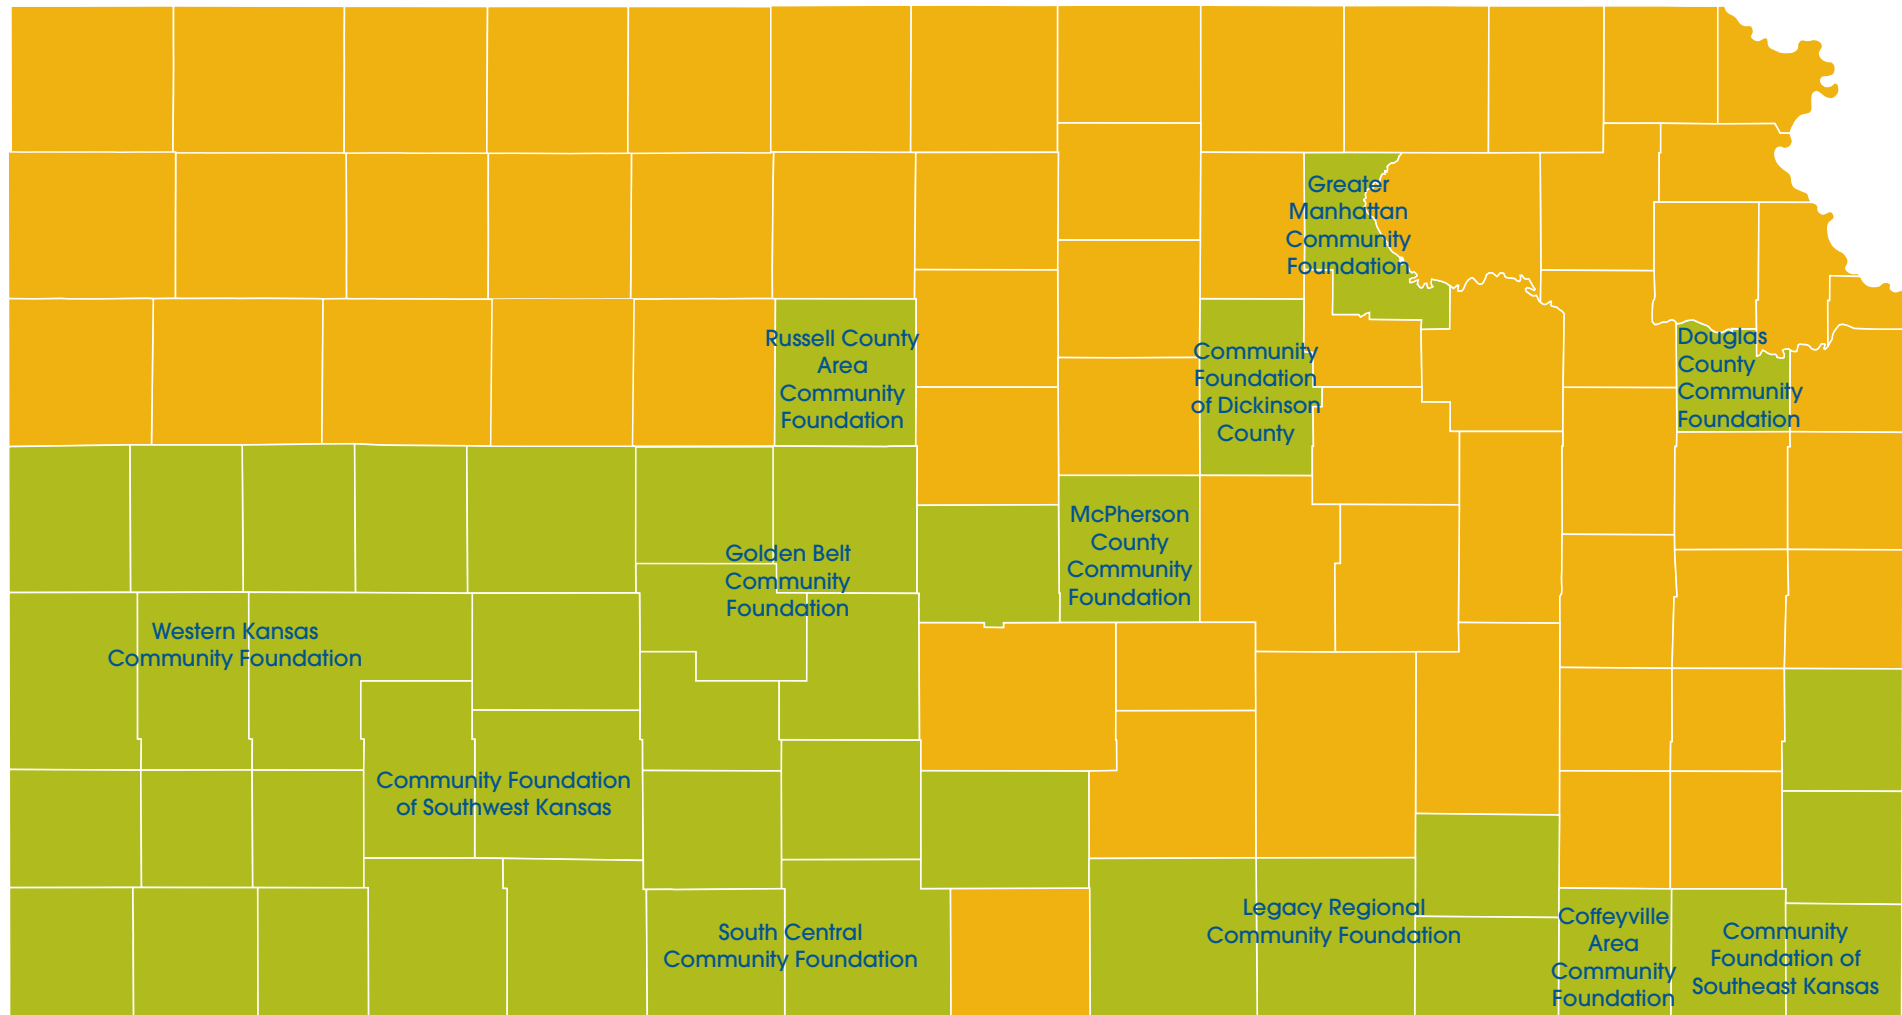 Greater
Manhattan
Community
Foundation
Russell County
Area
Community
Foundation
Community
Foundation
of Dickinson
County
Douglas
County
Community
Foundation
McPherson
County
Community
Foundation
Golden Belt
Community
Foundation
Western Kansas
Community Foundation
Community Foundation
of Southwest Kansas
South Central
Community Foundation
Legacy Regional
Community Foundation
Coffeyville
Area
Community
Foundation
Community
Foundation of
Southeast Kansas